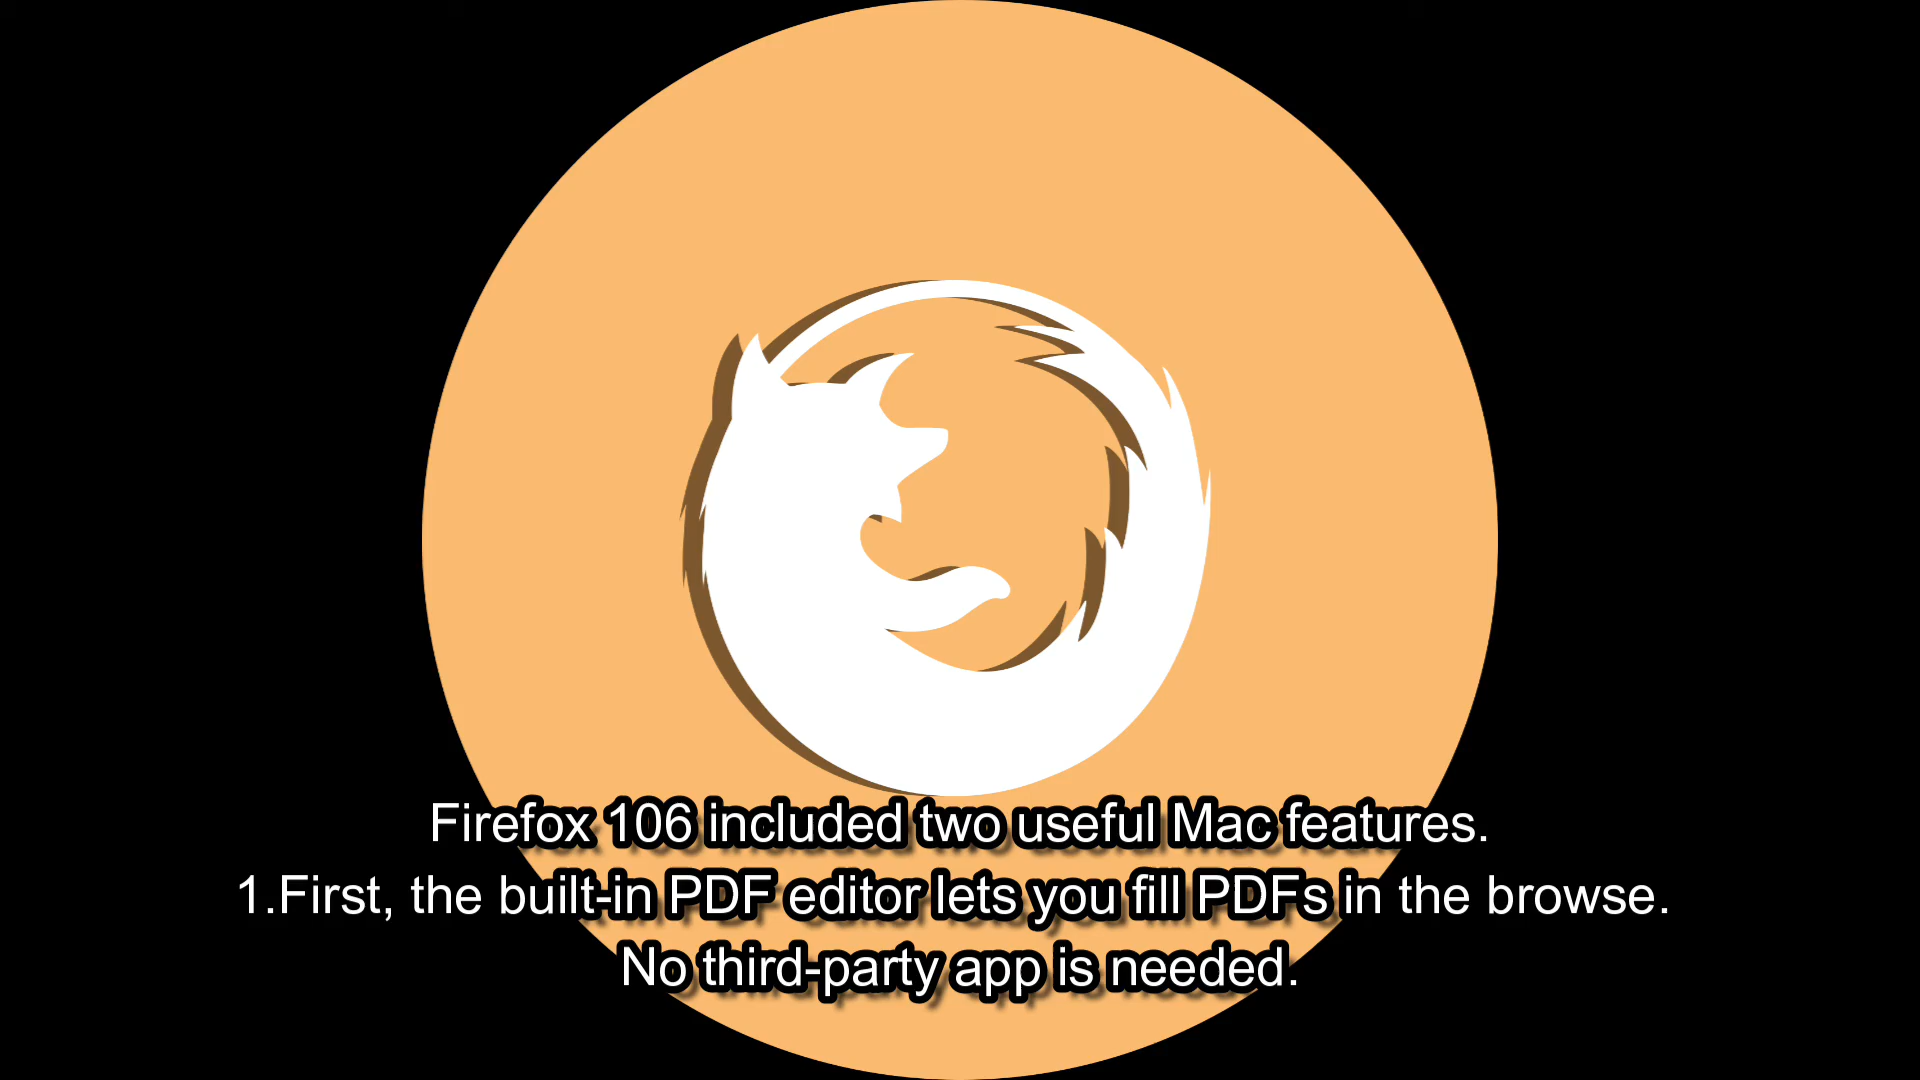 Firefox 106 included two useful Mac features.
1.First, the built-in PDF editor lets you fill PDFs in the browse.
No third-party app is needed.